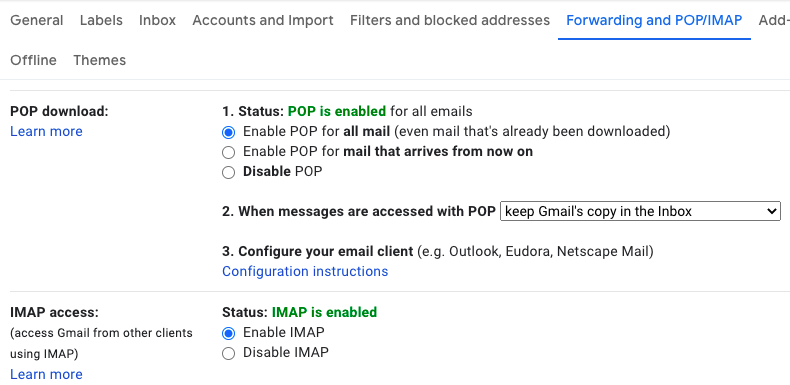 General Labels Inbox Accounts and Import Filters and blocked addresses Forwarding and POP/IMAP Add-
Offline Themes
POP download:
Learn more
1. Status: POP is enabled for all emails
Enable POP for all mail (even mail that's already been downloaded)
Enable POP for mail that arrives from now on
Disable POP
2. When messages are accessed with POP keep Gmail's copy in the Inbox
3. Configure your email client (e.g. Outlook, Eudora, Netscape Mail)
Configuration instructions
IMAP access:
(access Gmail from other clients
using IMAP)
Learn more
Status: IMAP is enabled
Enable IMAP
Disable IMAP